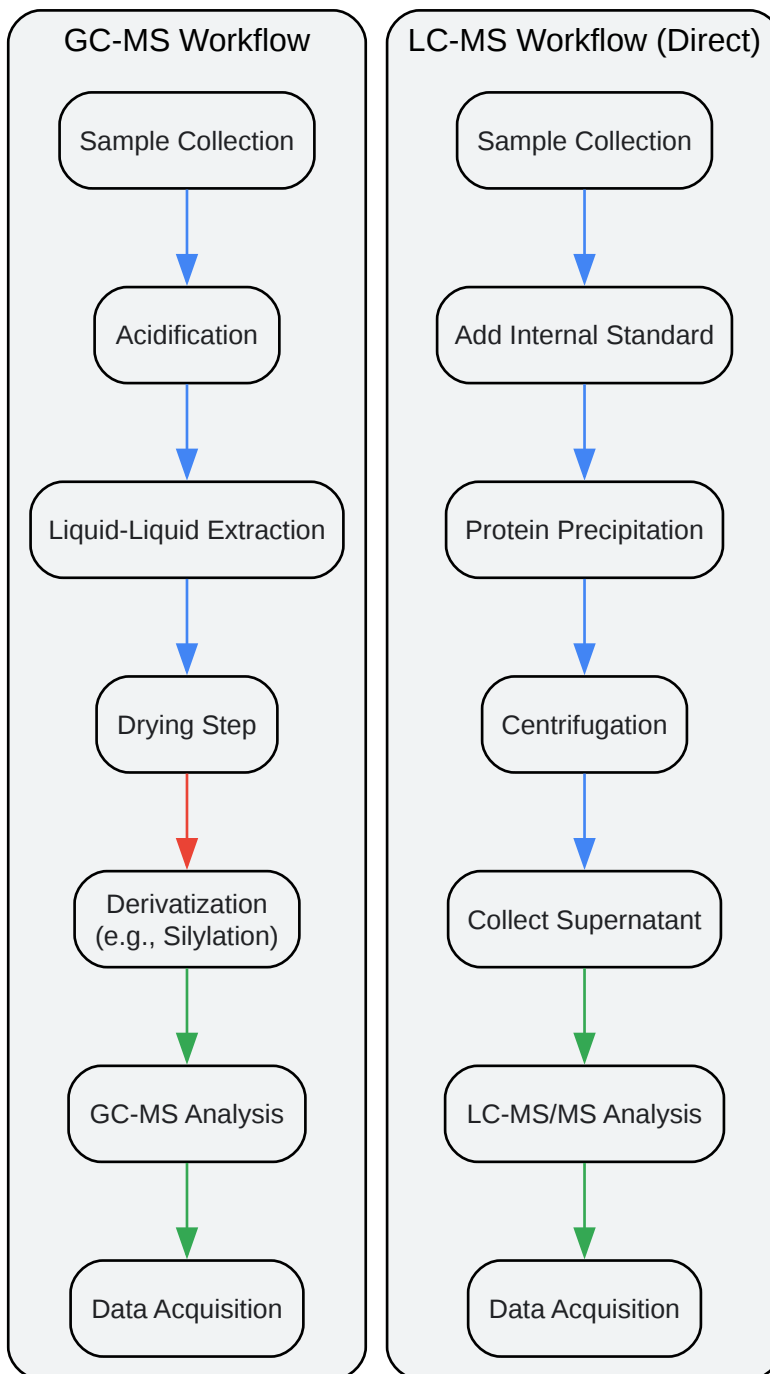 GC-MS Workflow
Sample Collection
Acidification
Liquid-Liquid Extraction
Drying Step
Derivatization
(e.g., Silylation)
GC-MS Analysis
Data Acquisition
LC-MS Workflow (Direct)
Sample Collection
Add Internal Standard
Protein Precipitation
Centrifugation
Collect Supernatant
LC-MS/MS Analysis
Data Acquisition